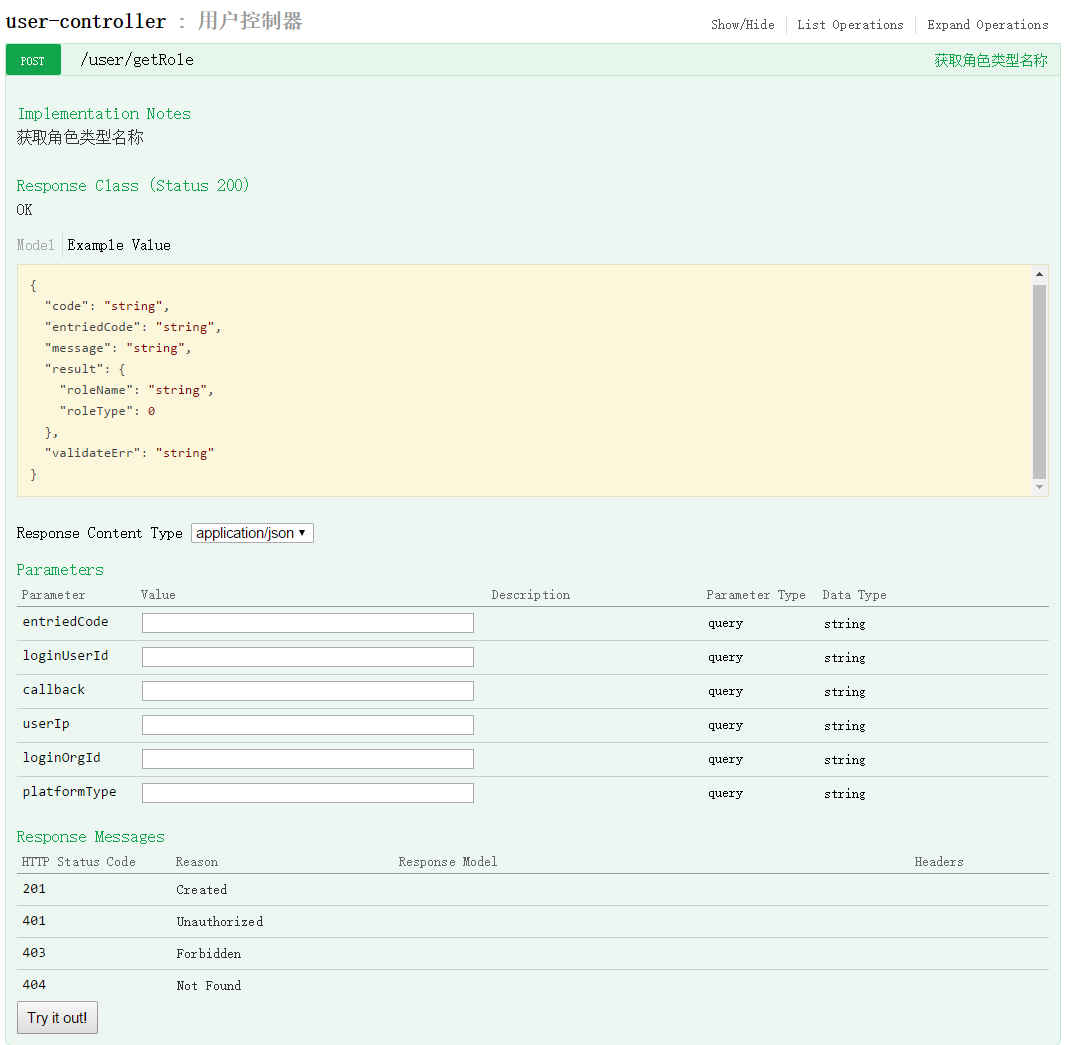 user-controller : 用户控制器 Show/Hide List Operations Expand Operations
POST /user/getRole 获取角色类型名称
Implementation Notes
获取角色类型名称
Response Class (Status 200)
OK
Model Example Value
{
"code": "string",
"entriedCode": "string",
"message": "string",
"result": {
"roleName": "string",
"roleType": 0
},
"validateErr": "string"
}
Response Content Type application/json
Parameters
Parameter Value Description Parameter Type Data Type
entriedCode query string
loginUserId query string
callback query string
userIp query string
loginOrgId query string
platformType query string
Response Messages
HTTP Status Code Reason Response Model Headers
201 Created
401 Unauthorized
403 Forbidden
404 Not Found
Try it out!